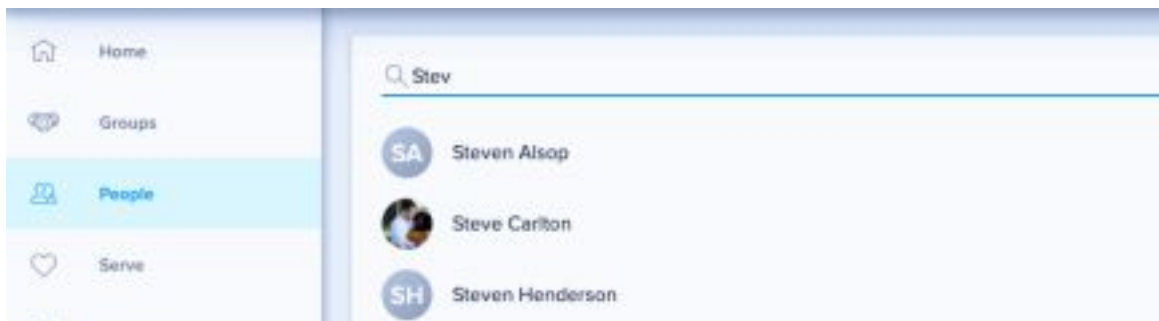 Home
Groups
People
Serve
Stev
SA Steven Alsop
Steve Carlton
SH Steven Henderson